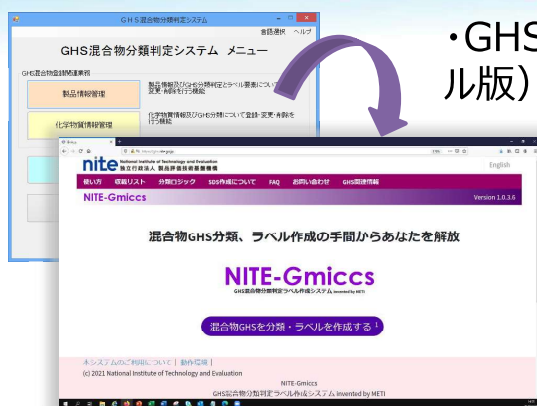 GHS混合物分類判定システム
言語選択 ヘルプ
GHS混合物分類判定システム メニュー
GHS混合物登録関連業務
製品情報管理
製品情報及びGHS分類判定とラベル要素について
変更・削除を行う機能
化学物質情報管理
化学物質情報及びGHS分類について登録・変更・削除を
行う機能
・GHS
ル版)
nite National Institute of Technology and Evaluation
独立行政法人 製品評価技術基盤機構
English
使い方 収載リスト 分類ロジック SDS作成について FAQ お問い合わせ GHS関連情報
NITE-Gmiccs
Version 1.0.3.6
混合物GHS分類、ラベル作成の手間からあなたを解放
NITE-Gmiccs
GHS混合物分類判定ラベル作成システム invented by METI
混合物GHSを分類・ラベルを作成する
本システムのご利用について | 動作環境 |
(c) 2021 National Institute of Technology and Evaluation
NITE-Gmiccs
GHS混合物分類判定ラベル作成システム invented by METI